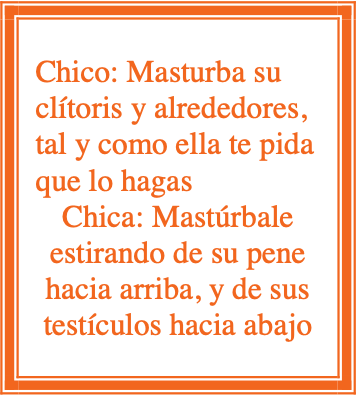 Chico: Masturba su
clítoris y alrededores,
tal y como ella te pida
que lo hagas
Chica: Mastúrbale
estirando de su pene
hacia arriba, y de sus
testículos hacia abajo